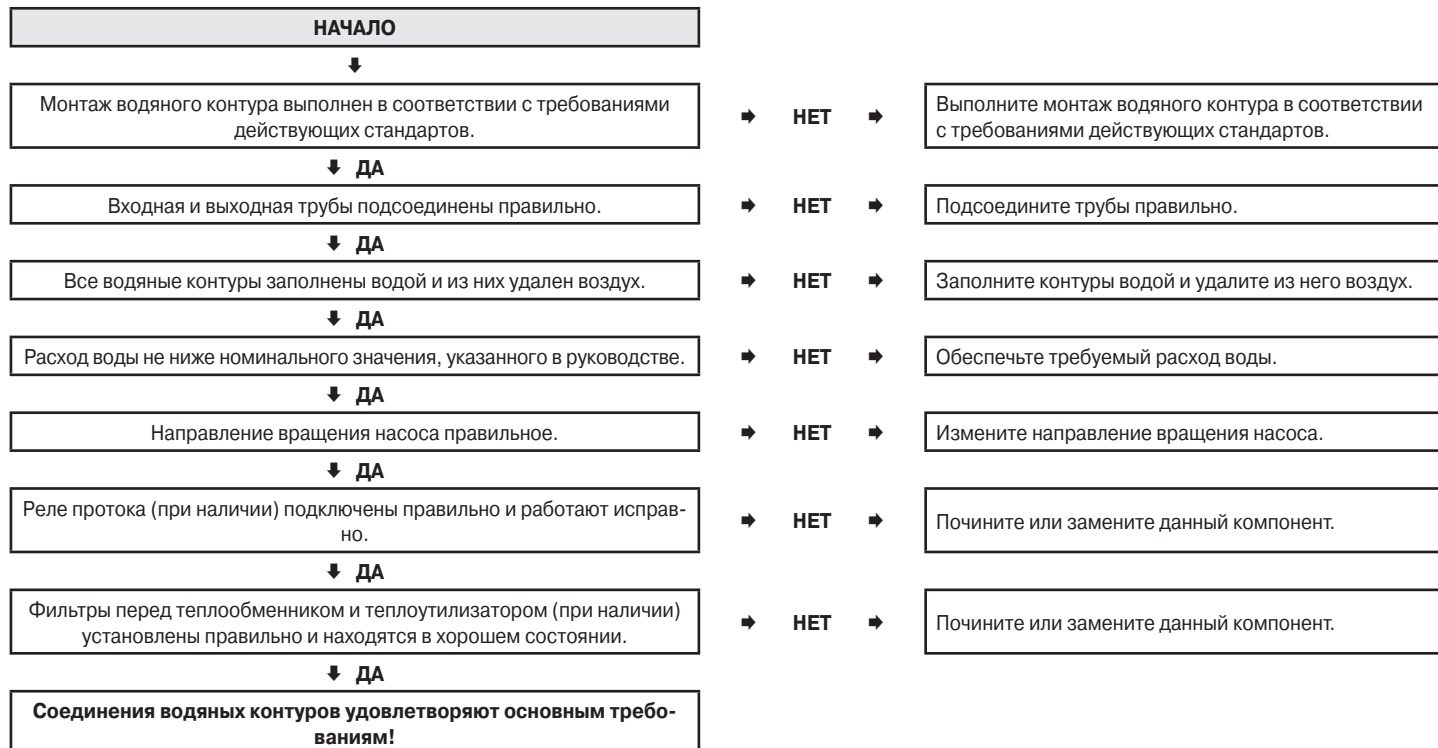 НАЧАЛО
Монтаж водяного контура выполнен в соответствии с требованиями
действующих стандартов.
НЕТ
Выполните монтаж водяного контура в соответствии
с требованиями действующих стандартов.
ДА
Входная и выходная трубы подсоединены правильно.
НЕТ
Подсоедините трубы правильно.
ДА
Все водяные контуры заполнены водой и из них удален воздух.
НЕТ
Заполните контуры водой и удалите из него воздух.
ДА
Расход воды не ниже номинального значения, указанного в руководстве.
НЕТ
Обеспечьте требуемый расход воды.
ДА
Направление вращения насоса правильное.
НЕТ
Измените направление вращения насоса.
ДА
Реле протока (при наличии) подключены правильно и работают исправ-
но.
НЕТ
Почините или замените данный компонент.
ДА
Фильтры перед теплообменником и теплоутилизатором (при наличии)
установлены правильно и находятся в хорошем состоянии.
НЕТ
Почините или замените данный компонент.
ДА
Соединения водяных контуров удовлетворяют основным требо-
ваниям!